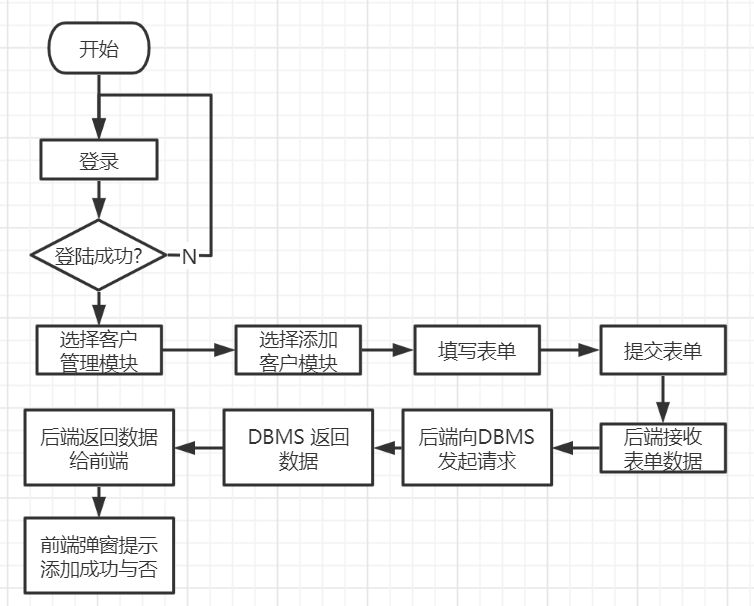 开始
登录
登陆成功?
N
选择客户
管理模块
选择添加
客户模块
填写表单
提交表单
后端接收
表单数据
后端向DBMS
发起请求
DBMS 返回
数据
后端返回数据
给前端
前端弹窗提示
添加成功与否